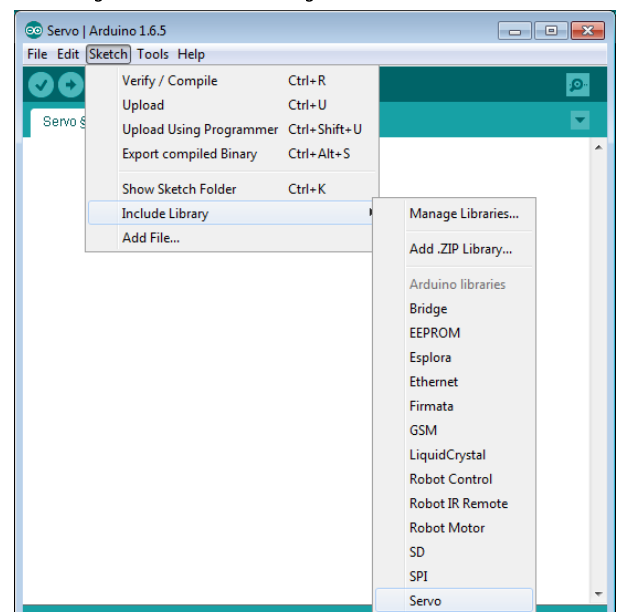 Servo | Arduino 1.6.5
File Edit Sketch Tools Help
Servo §
Verify / Compile Ctrl+R
Upload Ctrl+U
Upload Using Programmer Ctrl+Shift+U
Export compiled Binary Ctrl+Alt+S
Show Sketch Folder Ctrl+K
Include Library
Add File...
Manage Libraries...
Add .ZIP Library...
Arduino libraries
Bridge
EEPROM
Esplora
Ethernet
Firmata
GSM
LiquidCrystal
Robot Control
Robot IR Remote
Robot Motor
SD
SPI
Servo